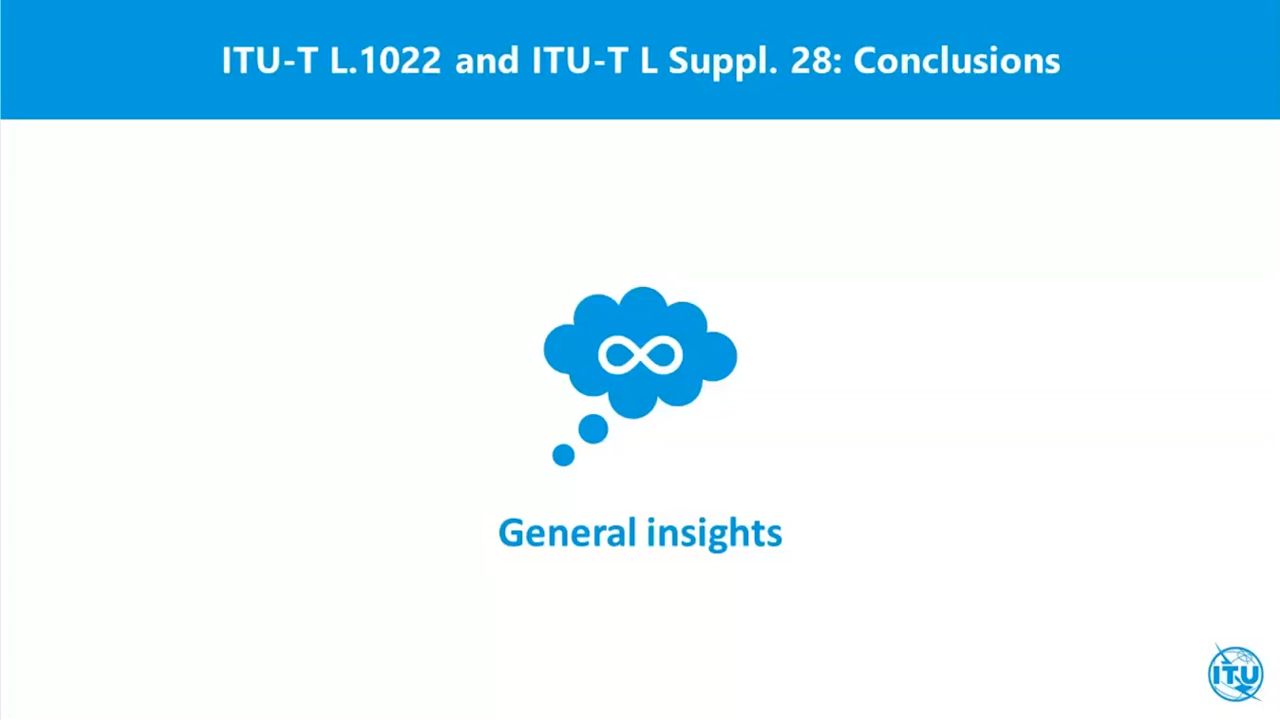 ITU-T L.1022 and ITU-T L Suppl. 28: Conclusions
General insights
ITU